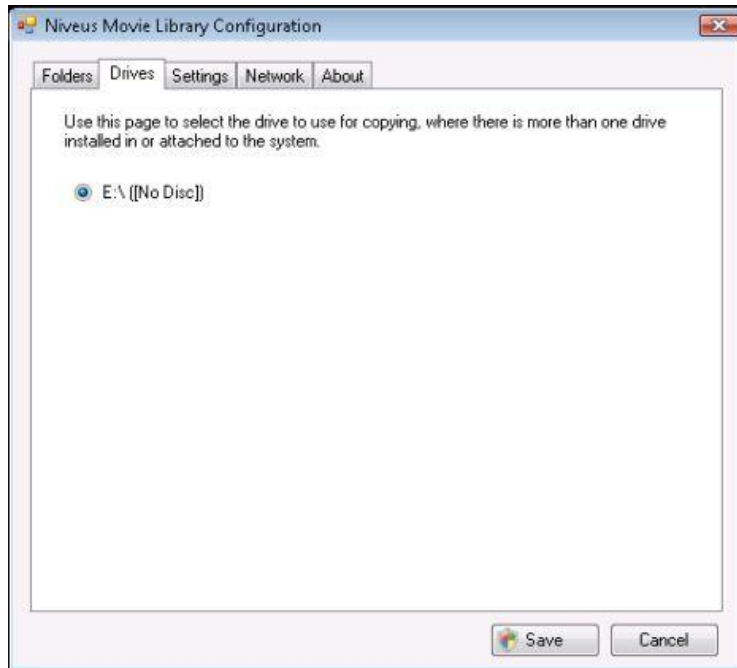 Niveus Movie Library Configuration
Folders Drives Settings Network About
Use this page to select the drive to use for copying, where there is more than one drive
installed in or attached to the system.
E:\ ([No Disc])
Save Cancel